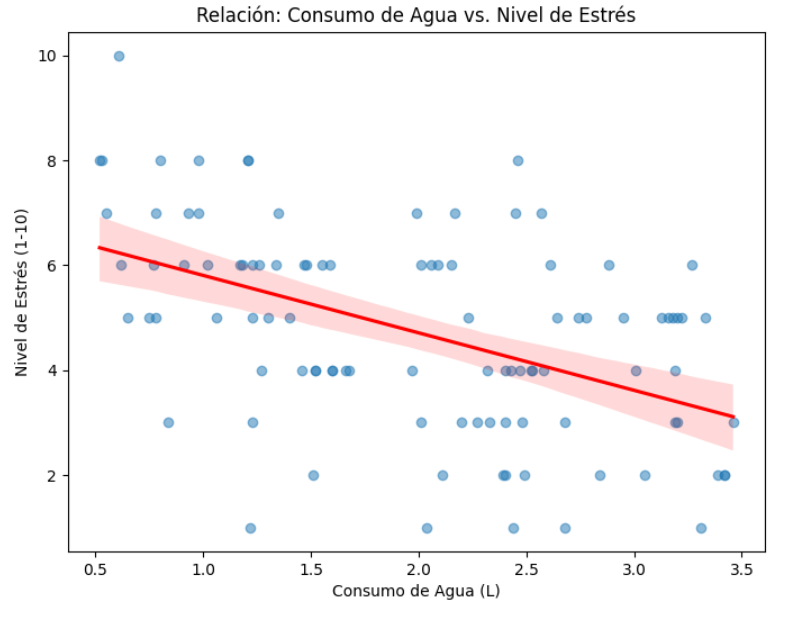 Relación: Consumo de Agua vs. Nivel de Estrés
Nivel de Estrés (1-10)
10
8
6
4
2
0.5 1.0 1.5 2.0 2.5 3.0 3.5
Consumo de Agua (L)